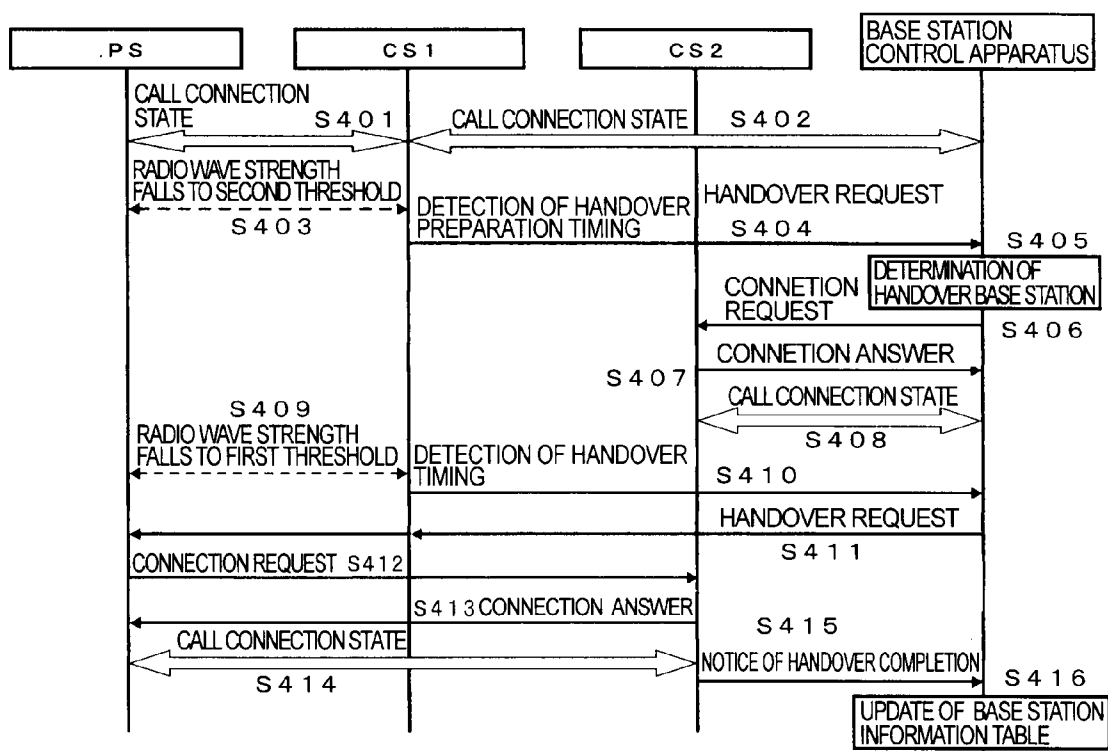 .PS
CS1
CS2
BASE STATION
CONTROL APPARATUS
CALL CONNECTION
STATE
S401
CALL CONNECTION STATE
S402
RADIO WAVE STRENGTH
FALLS TO SECOND THRESHOLD
S403
DETECTION OF HANDOVER
PREPARATION TIMING
HANDOVER REQUEST
S404
S405
DETERMINATION OF
HANDOVER BASE STATION
CONNETION
REQUEST
S406
CONNETION ANSWER
S407
CALL CONNECTION STATE
S408
S409
RADIO WAVE STRENGTH
FALLS TO FIRST THRESHOLD
DETECTION OF HANDOVER
TIMING
S410
HANDOVER REQUEST
S411
CONNECTION REQUEST S412
S413 CONNECTION ANSWER
CALL CONNECTION STATE
S414
S415
NOTICE OF HANDOVER COMPLETION
S416
UPDATE OF BASE STATION
INFORMATION TABLE